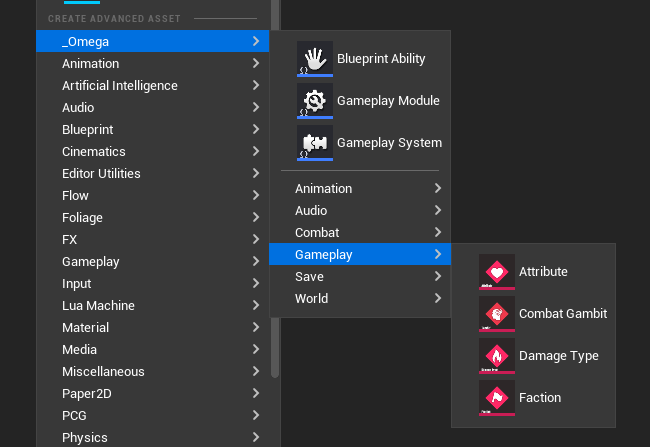 CREATE ADVANCED ASSET
_Omega
Animation
Artificial Intelligence
Audio
Blueprint
Cinematics
Editor Utilities
Flow
Foliage
FX
Gameplay
Input
Lua Machine
Material
Media
Miscellaneous
Paper2D
PCG
Physics
Blueprint Ability
Gameplay Module
Gameplay System
Animation
Audio
Combat
Gameplay
Save
World
Attribute
Combat Gambit
Damage Type
Faction